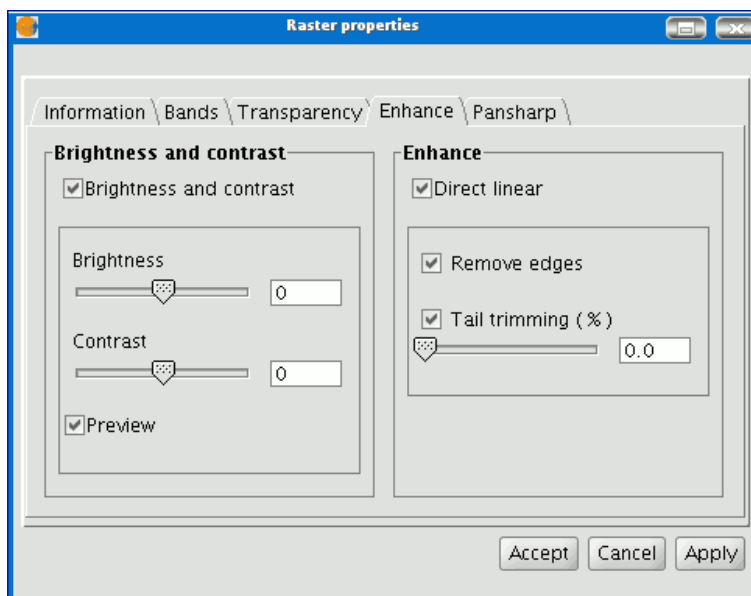 Raster properties
Information Bands Transparency Enhance Pansharp
Brightness and contrast
Brightness and contrast
Brightness
0
Contrast
0
Preview
Enhance
Direct linear
Remove edges
Tail trimming ( % )
0.0
Accept Cancel Apply